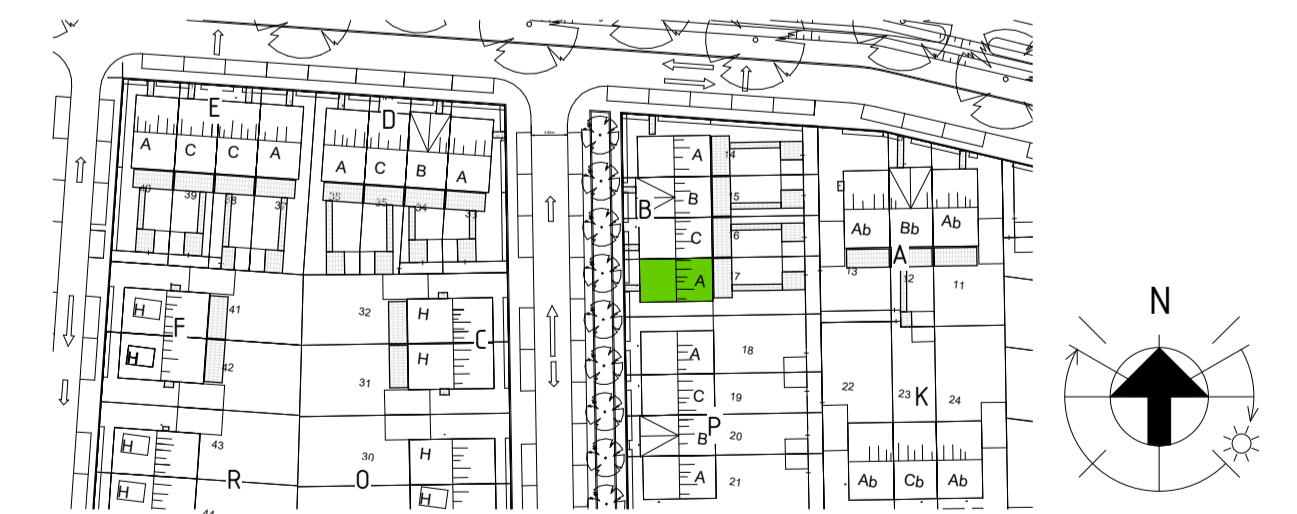 E
D
A C C A
A C B A
40 39 38 37
36 35 34 33
B
A 14
B 15
C 16
A 17
Ab Bb Ab
A
13 12 11
N
F
H 41
H 42
32 H
C
31 H
A 18
C 19
P
B 20
A 21
22 23 K 24
H 43
H
R
30 O
H
H
44
Ab Cb Ab